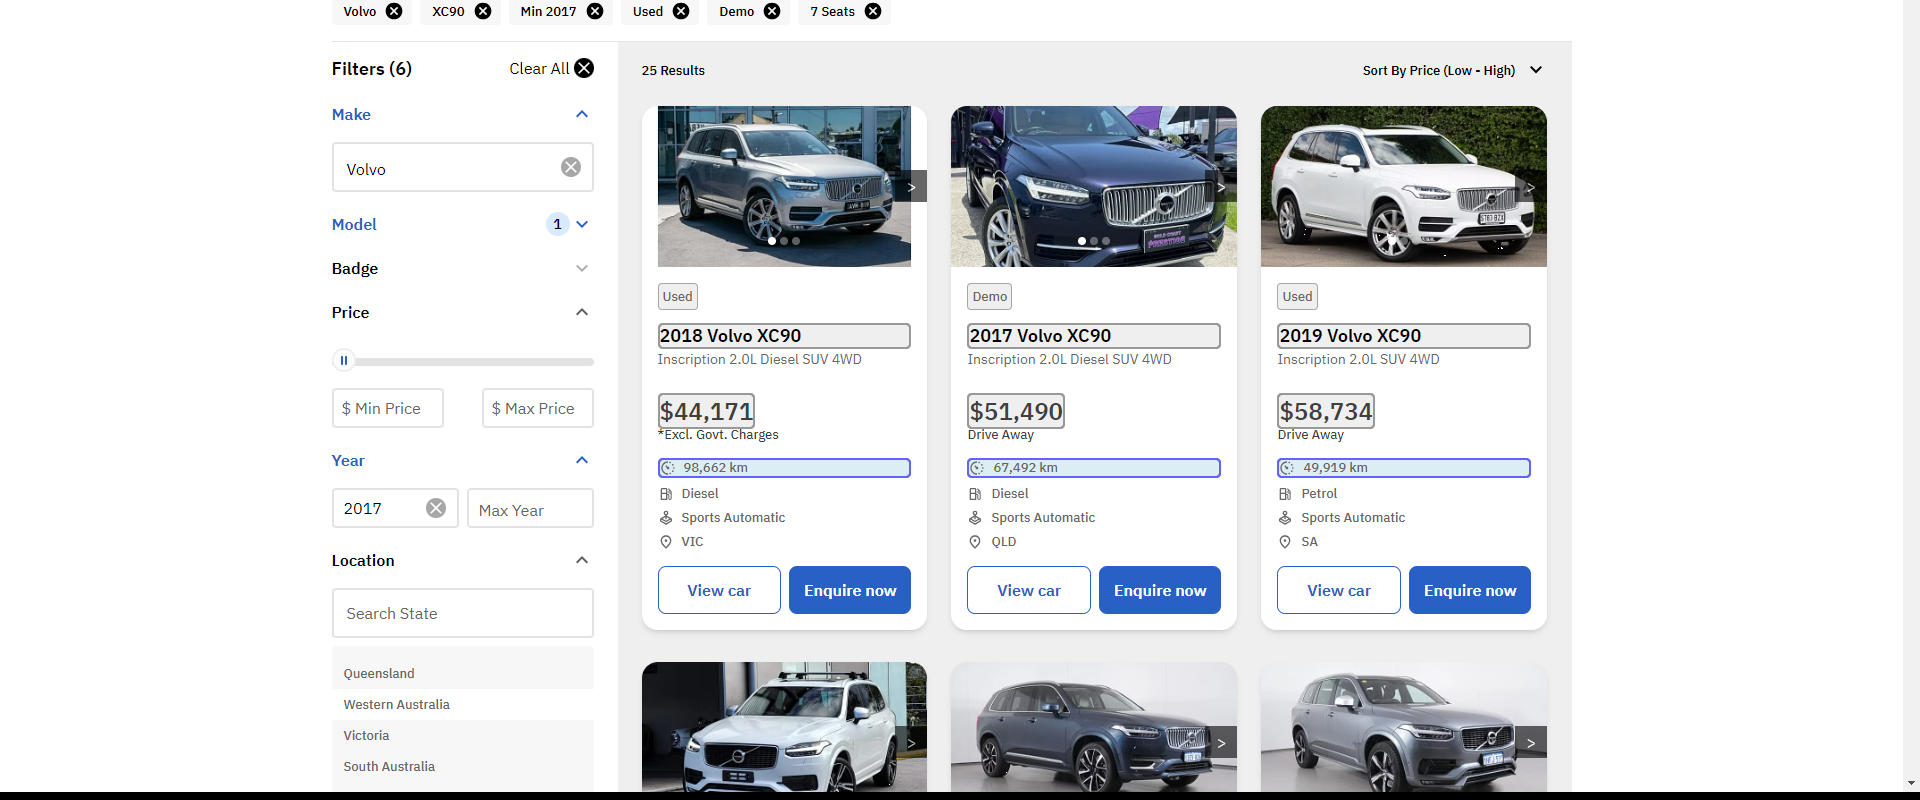 Volvo XC90 Min 2017 Used Demo 7 Seats
Filters (6) Clear All
Make
Volvo
Model 1
Badge
Price
$ Min Price $ Max Price
Year
2017 Max Year
Location
Search State
Queensland
Western Australia
Victoria
South Australia
25 Results Sort By Price (Low - High)
>
Used
2018 Volvo XC90
Inscription 2.0L Diesel SUV 4WD
$44,171
*Excl. Govt. Charges
98,662 km
Diesel
Sports Automatic
VIC
View car Enquire now
>
Demo
2017 Volvo XC90
Inscription 2.0L Diesel SUV 4WD
$51,490
Drive Away
67,492 km
Diesel
Sports Automatic
QLD
View car Enquire now
>
Used
2019 Volvo XC90
Inscription 2.0L SUV 4WD
$58,734
Drive Away
49,919 km
Petrol
Sports Automatic
SA
View car Enquire now
>
>
>